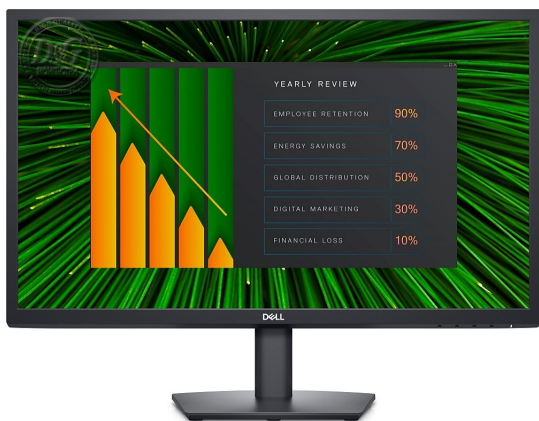 YEARLY REVIEW
EMPLOYEE RETENTION 90%
ENERGY SAVINGS 70%
GLOBAL DISTRIBUTION 50%
DIGITAL MARKETING 30%
FINANCIAL LOSS 10%
DELL